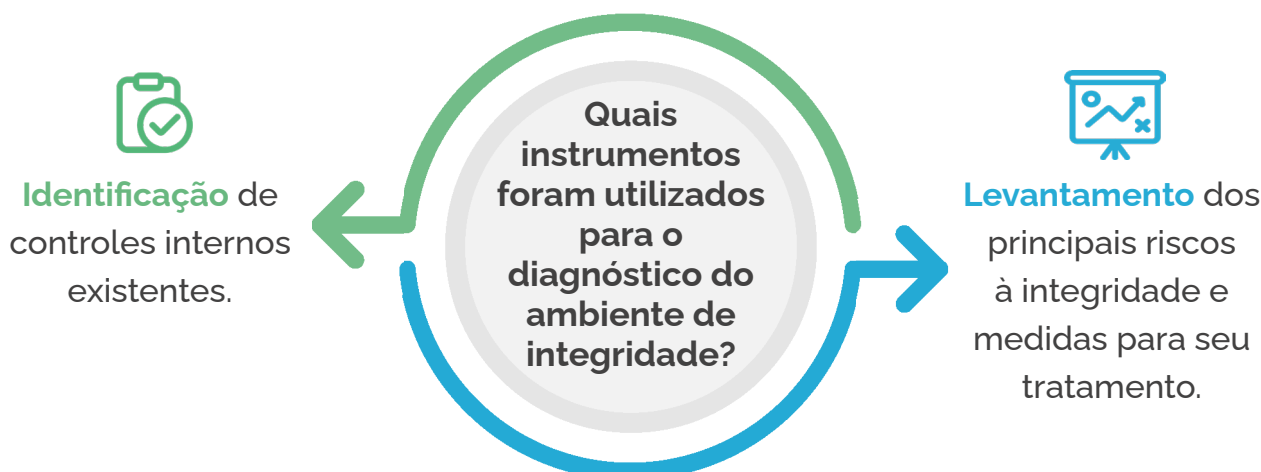 Identificação de
controles internos
existentes.
Quais
instrumentos
foram utilizados
para o
diagnóstico do
ambiente de
integridade?
Levantamento dos
principais riscos
à integridade e
medidas para seu
tratamento.